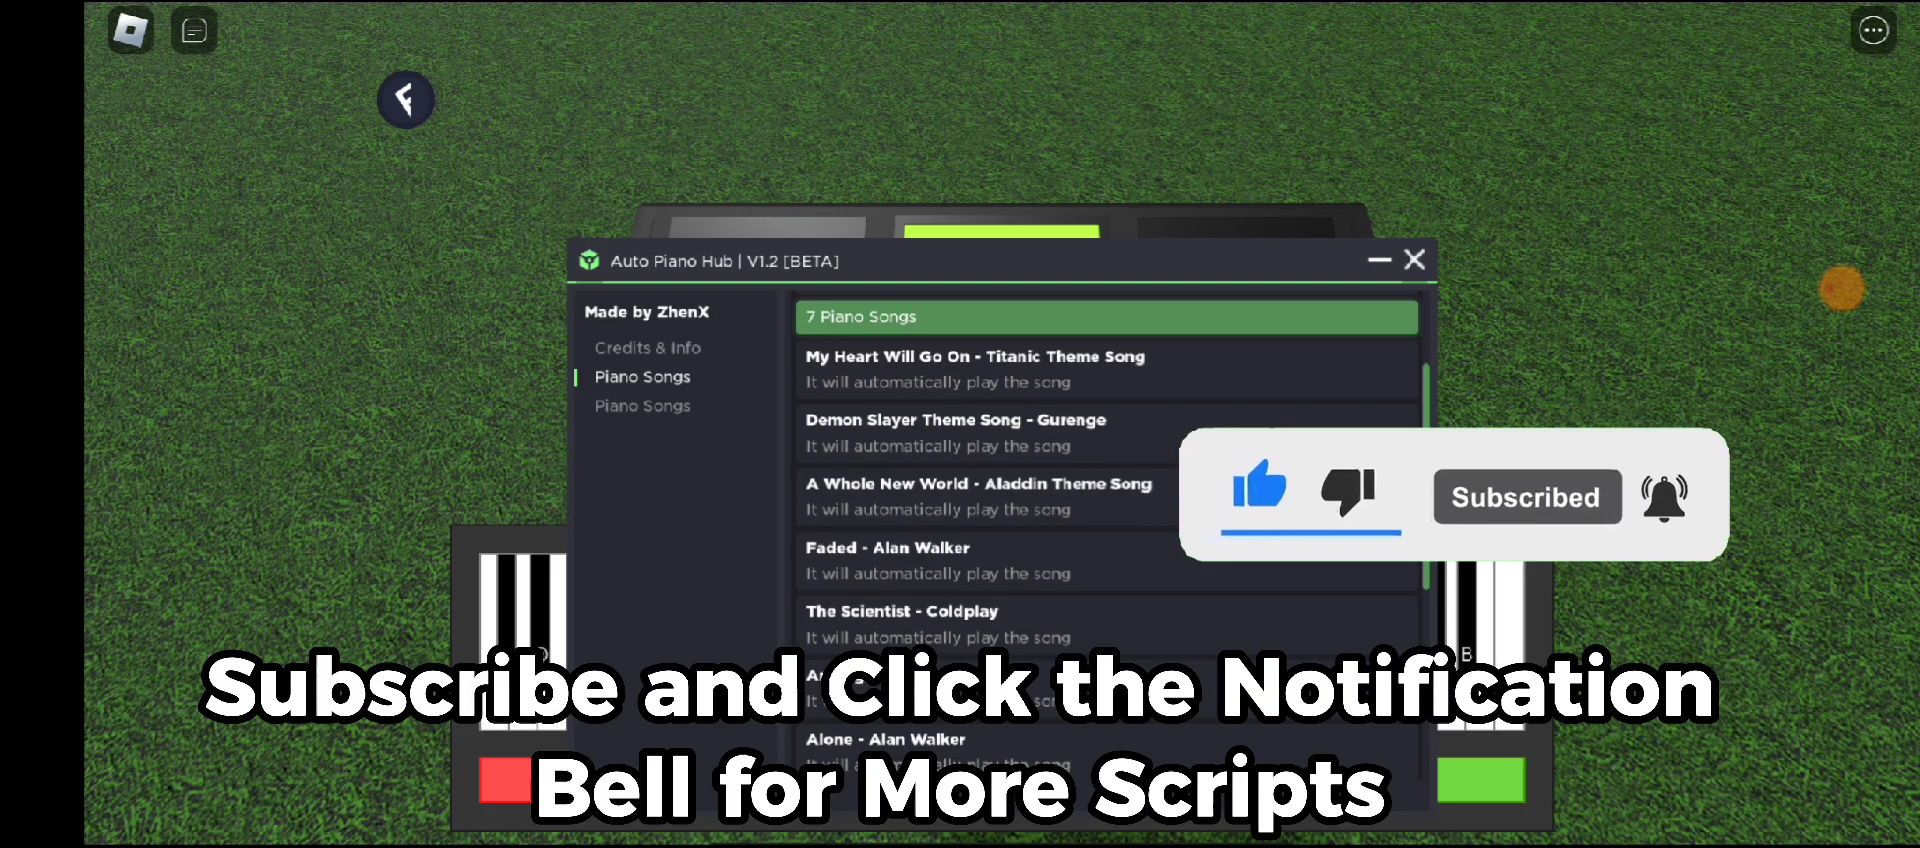 Auto Piano Hub | V1.2 [BETA]
Made by ZhenX
Credits & Info
Piano Songs
Piano Songs
7 Piano Songs
My Heart Will Go On - Titanic Theme Song
It will automatically play the song
Demon Slayer Theme Song - Gurenge
It will automatically play the song
A Whole New World - Aladdin Theme Song
It will automatically play the song
Faded - Alan Walker
It will automatically play the song
The Scientist - Coldplay
It will automatically play the song
Alone - Alan Walker
Subscribed
B
Subscribe and Click the Notification
Bell for More Scripts